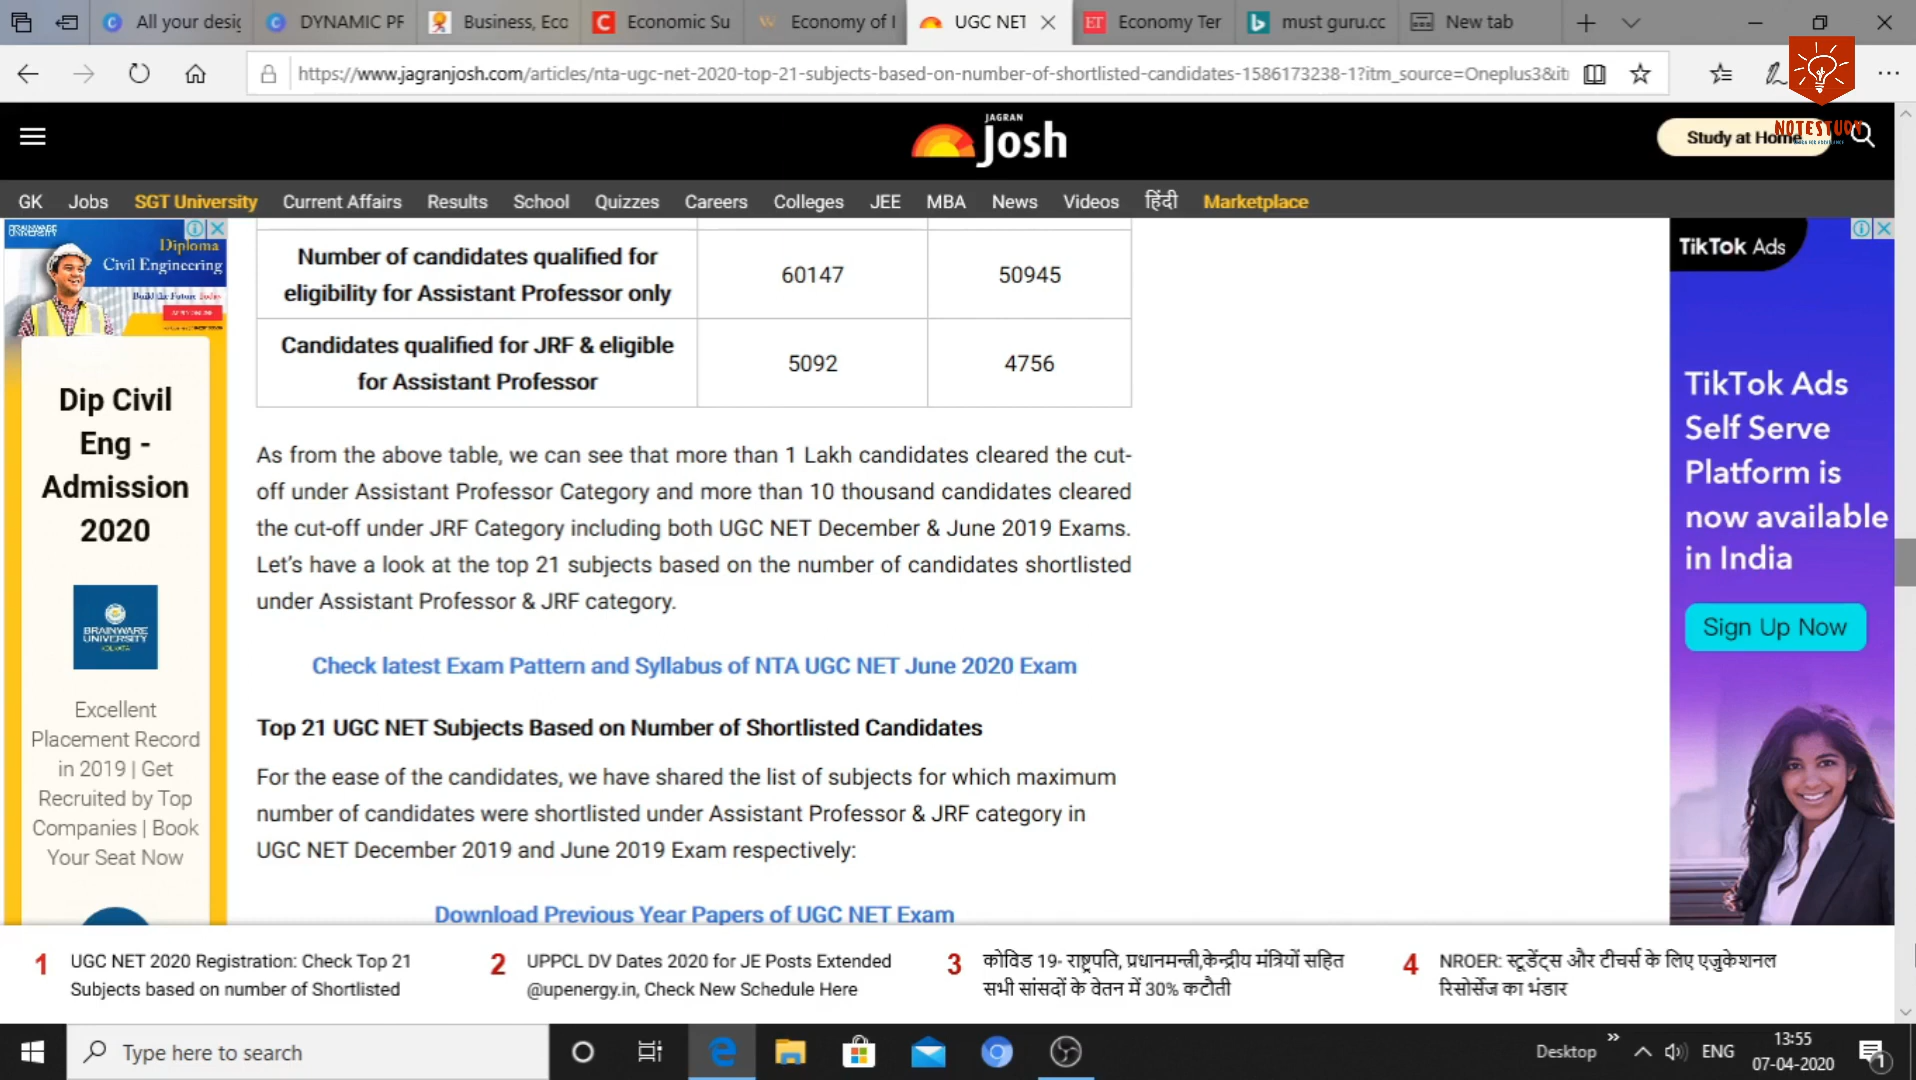 All your desig
DYNAMIC PF
Business, Eco
Economic Su
Economy of I
UGC NET
Economy Ter
must guru.cc
New tab
https://www.jagranjosh.com/articles/nta-ugc-net-2020-top-21-subjects-based-on-number-of-shortlisted-candidates-1586173238-1?itm_source=Oneplus3&it
JAGRAN
Josh
Study at Home
NOTESTUDY
GK Jobs SGT University Current Affairs Results School Quizzes Careers Colleges JEE MBA News Videos हिंदी Marketplace
BRAINWARE
UNIVERSITY
Diploma
Civil Engineering
Build the Future Today
Dip Civil
Eng -
Admission
2020
BRAINWARE
UNIVERSITY
KOLKATA
Excellent
Placement Record
in 2019 | Get
Recruited by Top
Companies | Book
Your Seat Now
Number of candidates qualified for
eligibility for Assistant Professor only
60147
50945
Candidates qualified for JRF & eligible
for Assistant Professor
5092
4756
As from the above table, we can see that more than 1 Lakh candidates cleared the cut-
off under Assistant Professor Category and more than 10 thousand candidates cleared
the cut-off under JRF Category including both UGC NET December & June 2019 Exams.
Let's have a look at the top 21 subjects based on the number of candidates shortlisted
under Assistant Professor & JRF category.
Check latest Exam Pattern and Syllabus of NTA UGC NET June 2020 Exam
Top 21 UGC NET Subjects Based on Number of Shortlisted Candidates
For the ease of the candidates, we have shared the list of subjects for which maximum
number of candidates were shortlisted under Assistant Professor & JRF category in
UGC NET December 2019 and June 2019 Exam respectively:
Download Previous Year Papers of UGC NET Exam
TikTok Ads
TikTok Ads
Self Serve
Platform is
now available
in India
Sign Up Now
1 UGC NET 2020 Registration: Check Top 21
Subjects based on number of Shortlisted
2 UPPCL DV Dates 2020 for JE Posts Extended
@upenergy.in, Check New Schedule Here
3 कोविड 19- राष्ट्रपति, प्रधानमन्त्री,केन्द्रीय मंत्रियों सहित
सभी सांसदों के वेतन में 30% कटौती
4 NROER: स्टूडेंट्स और टीचर्स के लिए एजुकेशनल
रिसोर्सेज का भंडार
Type here to search
Desktop
ENG
13:55
07-04-2020
1